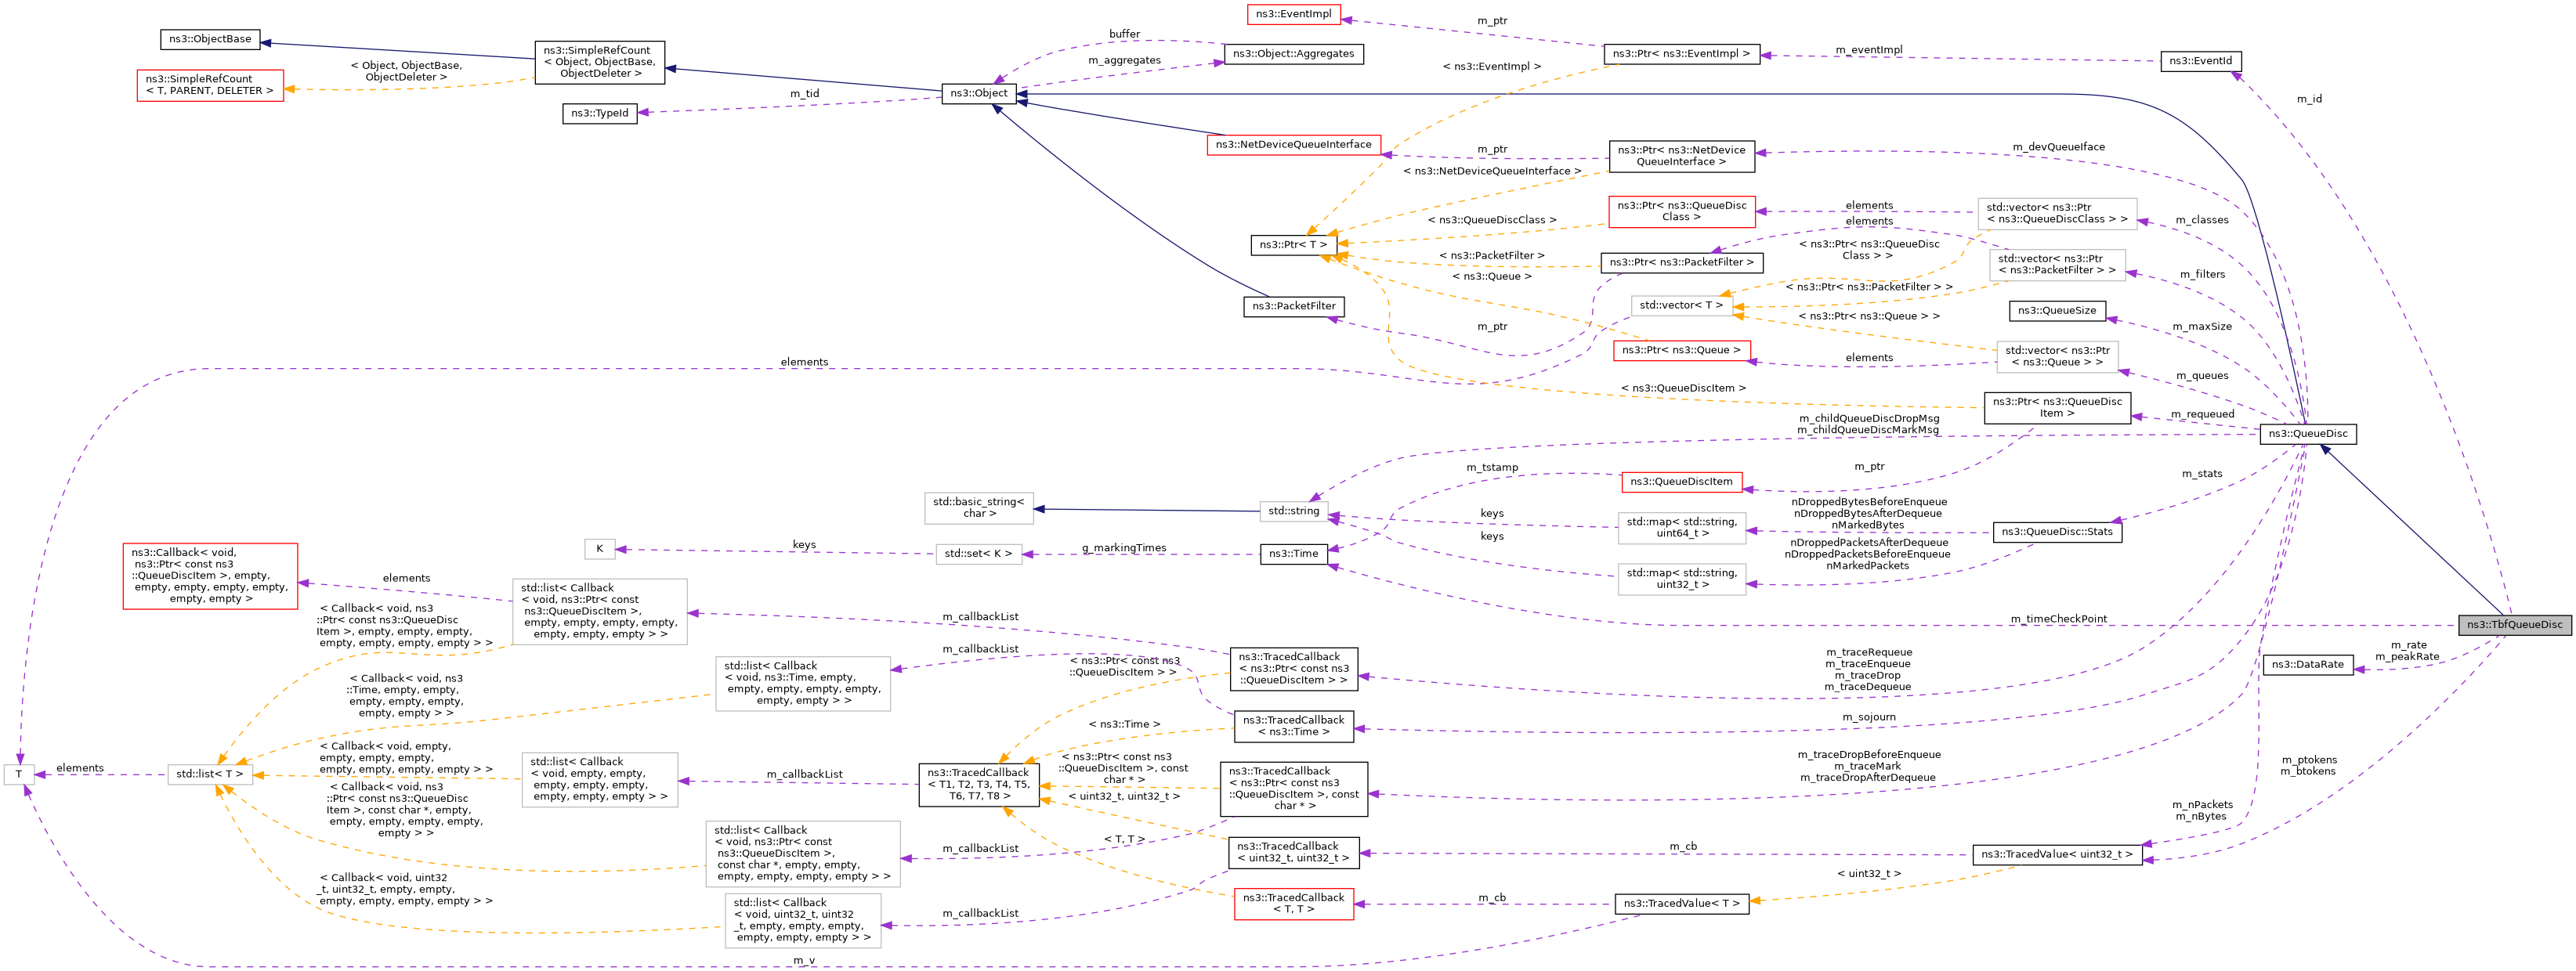 ns3::EventImpl
m_ptr
ns3::ObjectBase
buffer
ns3::SimpleRefCount
< Object, ObjectBase,
ObjectDeleter >
ns3::Object::Aggregates
ns3::Ptr< ns3::EventImpl >
m_eventImpl
ns3::EventId
< Object, ObjectBase,
ObjectDeleter >
m_aggregates
< ns3::EventImpl >
ns3::SimpleRefCount
< T, PARENT, DELETER >
m_tid
ns3::Object
m_id
ns3::TypeId
ns3::NetDeviceQueueInterface
m_ptr
ns3::Ptr< ns3::NetDevice
QueueInterface >
m_devQueueIface
< ns3::NetDeviceQueueInterface >
ns3::Ptr< ns3::QueueDisc
Class >
elements
std::vector< ns3::Ptr
< ns3::QueueDiscClass > >
m_classes
< ns3::QueueDiscClass >
elements
ns3::Ptr< T >
< ns3::PacketFilter >
ns3::Ptr< ns3::PacketFilter >
< ns3::Ptr< ns3::QueueDisc
Class > >
std::vector< ns3::Ptr
< ns3::PacketFilter > >
m_filters
< ns3::Queue >
< ns3::Ptr< ns3::PacketFilter > >
ns3::PacketFilter
std::vector< T >
ns3::QueueSize
m_ptr
< ns3::Ptr< ns3::Queue > >
m_maxSize
ns3::Ptr< ns3::Queue >
elements
std::vector< ns3::Ptr
< ns3::Queue > >
elements
m_queues
< ns3::QueueDiscItem >
ns3::Ptr< ns3::QueueDisc
Item >
m_requeued
m_childQueueDiscDropMsg
m_childQueueDiscMarkMsg
ns3::QueueDisc
m_tstamp
m_ptr
m_stats
ns3::QueueDiscItem
std::basic_string<
char >
std::string
keys
std::map< std::string,
uint64_t >
nDroppedBytesBeforeEnqueue
nDroppedBytesAfterDequeue
nMarkedBytes
ns3::QueueDisc::Stats
keys
K
keys
std::set< K >
g_markingTimes
ns3::Time
nDroppedPacketsAfterDequeue
nDroppedPacketsBeforeEnqueue
nMarkedPackets
std::map< std::string,
uint32_t >
ns3::Callback< void,
ns3::Ptr< const ns3
::QueueDiscItem >, empty,
empty, empty, empty, empty,
empty, empty >
elements
std::list< Callback
< void, ns3::Ptr< const
ns3::QueueDiscItem >,
empty, empty, empty, empty,
empty, empty, empty > >
< Callback< void, ns3
::Ptr< const ns3::QueueDisc
Item >, empty, empty, empty,
empty, empty, empty, empty > >
m_callbackList
m_timeCheckPoint
ns3::TbfQueueDisc
m_callbackList
std::list< Callback
< void, ns3::Time, empty,
empty, empty, empty, empty,
empty, empty > >
< ns3::Ptr< const ns3
::QueueDiscItem > >
ns3::TracedCallback
< ns3::Ptr< const ns3
::QueueDiscItem > >
m_traceRequeue
m_traceEnqueue
m_traceDrop
m_traceDequeue
ns3::DataRate
m_rate
m_peakRate
< Callback< void, ns3
::Time, empty, empty,
empty, empty, empty,
empty, empty > >
< ns3::Time >
ns3::TracedCallback
< ns3::Time >
m_sojourn
< Callback< void, empty,
empty, empty, empty,
empty, empty, empty, empty > >
std::list< Callback
< void, empty, empty,
empty, empty, empty,
empty, empty, empty > >
m_callbackList
ns3::TracedCallback
< T1, T2, T3, T4, T5,
T6, T7, T8 >
< ns3::Ptr< const ns3
::QueueDiscItem >, const
char * >
ns3::TracedCallback
< ns3::Ptr< const ns3
::QueueDiscItem >, const
char * >
m_traceDropBeforeEnqueue
m_traceMark
m_traceDropAfterDequeue
m_ptokens
m_btokens
T
elements
std::list< T >
< Callback< void, ns3
::Ptr< const ns3::QueueDisc
Item >, const char *, empty,
empty, empty, empty, empty,
empty > >
< uint32_t, uint32_t >
m_nPackets
m_nBytes
std::list< Callback
< void, ns3::Ptr< const
ns3::QueueDiscItem >,
const char *, empty, empty,
empty, empty, empty, empty > >
m_callbackList
< T, T >
ns3::TracedCallback
< uint32_t, uint32_t >
m_cb
ns3::TracedValue< uint32_t >
< Callback< void, uint32
_t, uint32_t, empty, empty,
empty, empty, empty, empty > >
< uint32_t >
std::list< Callback
< void, uint32_t, uint32
_t, empty, empty, empty,
empty, empty, empty > >
m_callbackList
ns3::TracedCallback
< T, T >
m_cb
ns3::TracedValue< T >
m_v